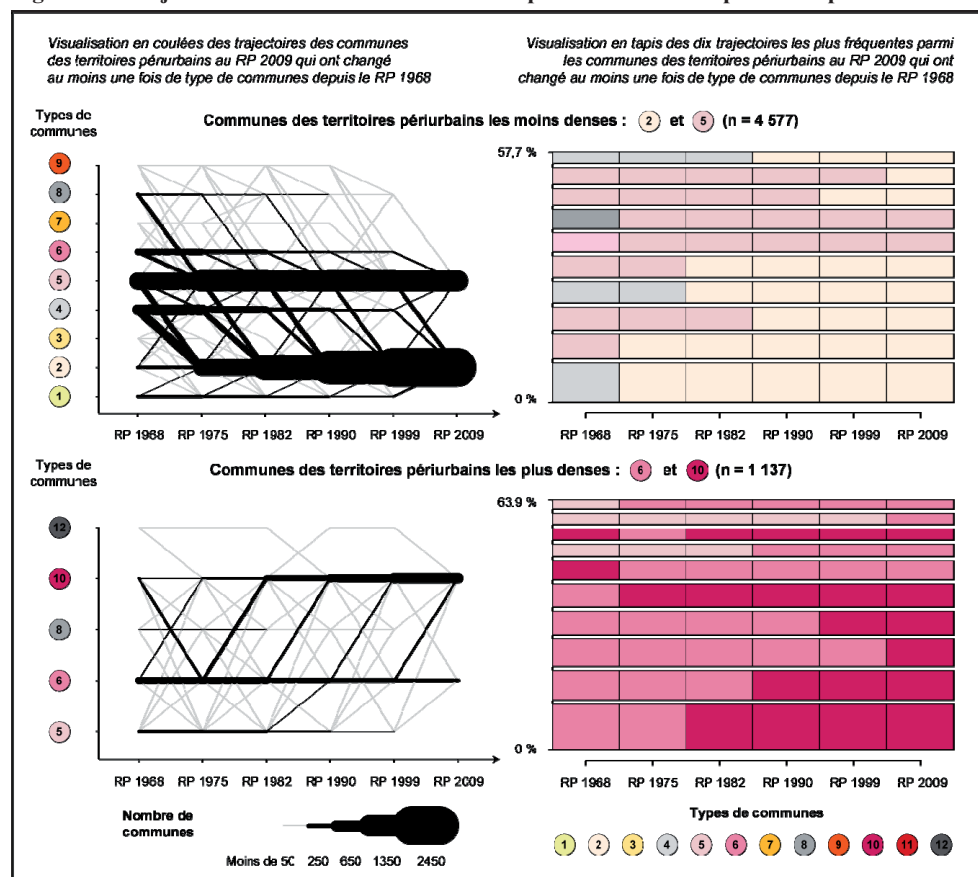 Visualisation en coulées des trajectoires des communes
des territoires périurbains au RP 2009 qui ont changé
au moins une fois de type de communes depuis le RP 1968
Visualisation en tapis des dix trajectoires les plus fréquentes parmi
les communes des territoires périurbains au RP 2009 qui ont
changé au moins une fois de type de communes depuis le RP 1968
Types de
communes
Communes des territoires périurbains les moins denses : 2 et 5 (n = 4 577)
9
8
7
6
5
4
3
2
1
57,7 %
0 %
RP 1968 RP 1975 RP 1982 RP 1990 RP 1999 RP 2009
RP 1968 RP 1975 RP 1982 RP 1990 RP 1999 RP 2009
Types de
communes
Communes des territoires périurbains les plus denses : 6 et 10 (n = 1 137)
12
10
8
6
5
63,9 %
0 %
RP 1968 RP 1975 RP 1982 RP 1990 RP 1999 RP 2009
RP 1968 RP 1975 RP 1982 RP 1990 RP 1999 RP 2009
Nombre de
communes
Moins de 50 250 650 1350 2450
Types de communes
1 2 3 4 5 6 7 8 9 10 11 12